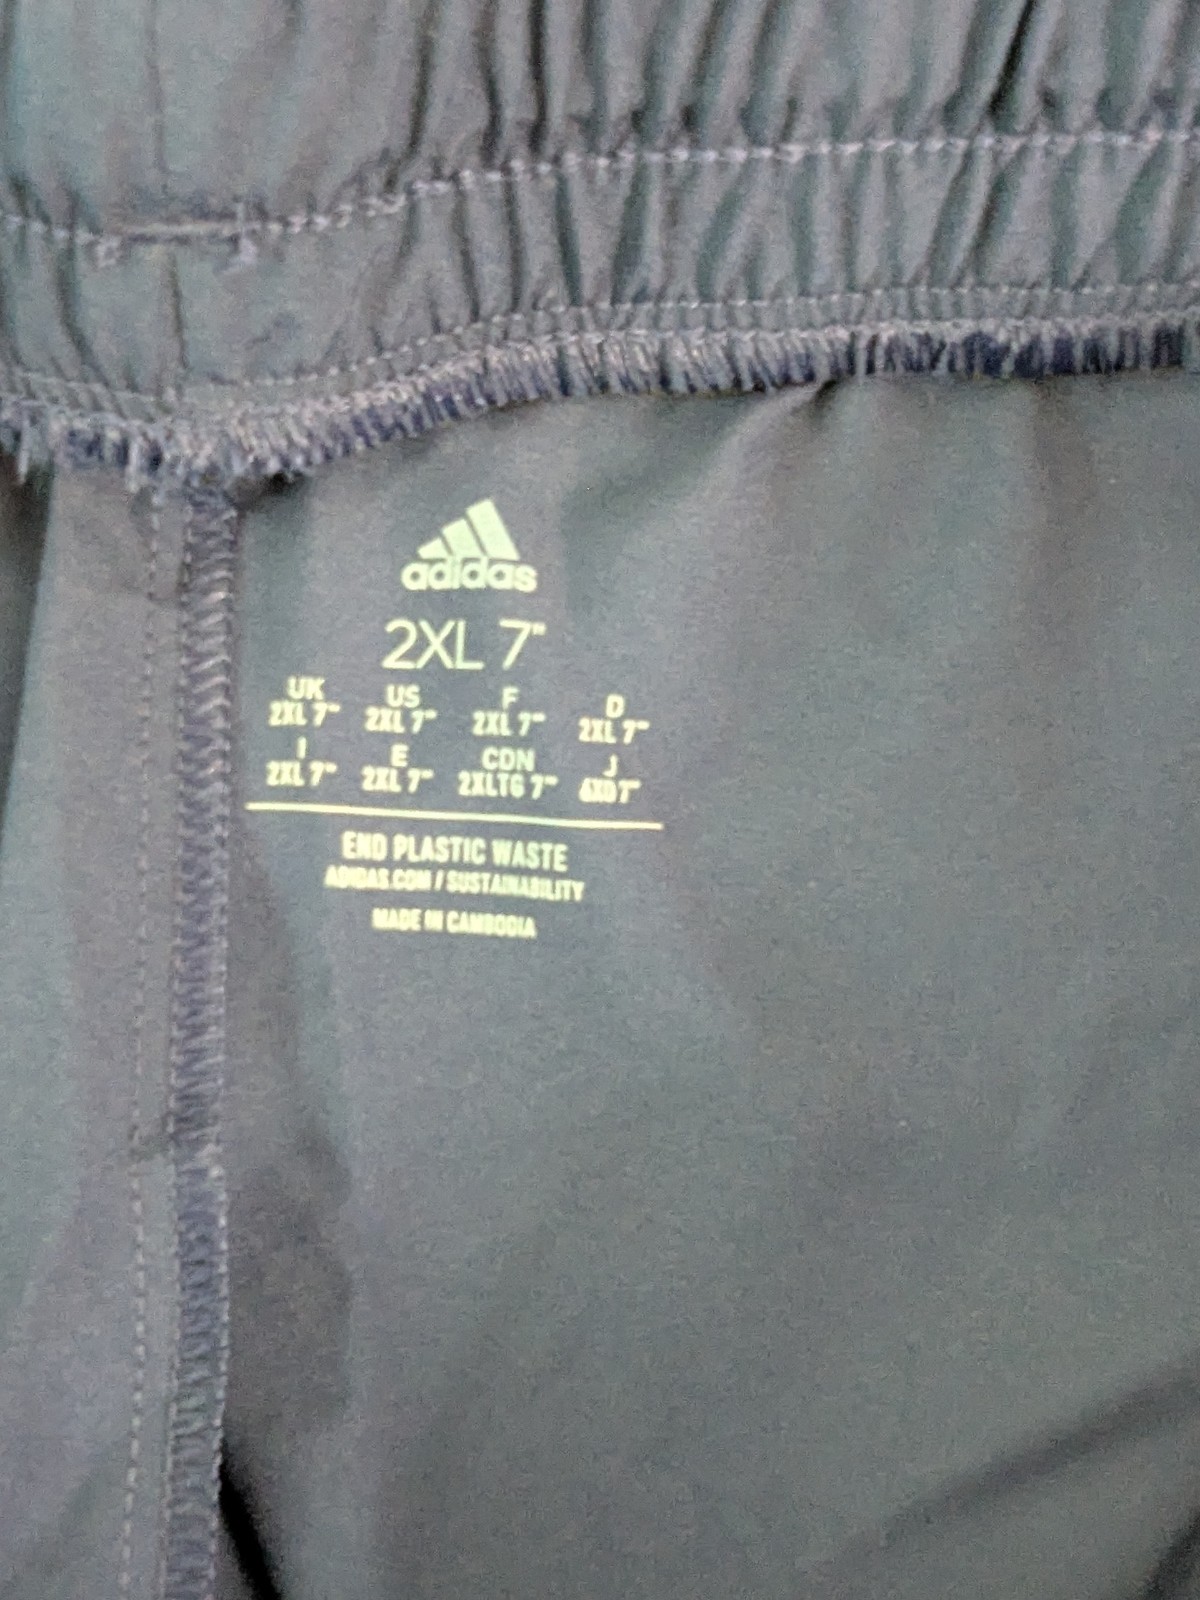 adidas
2XL 7"
UK US F D
2XL 7" 2XL 7" 2XL 7" 2XL 7"
I E CDN J
2XL 7" 2XL 7" 2XLTG 7" 7"
END PLASTIC WASTE
ADIDAS.COM / SUSTAINABILITY
MADE IN CAMBODIA